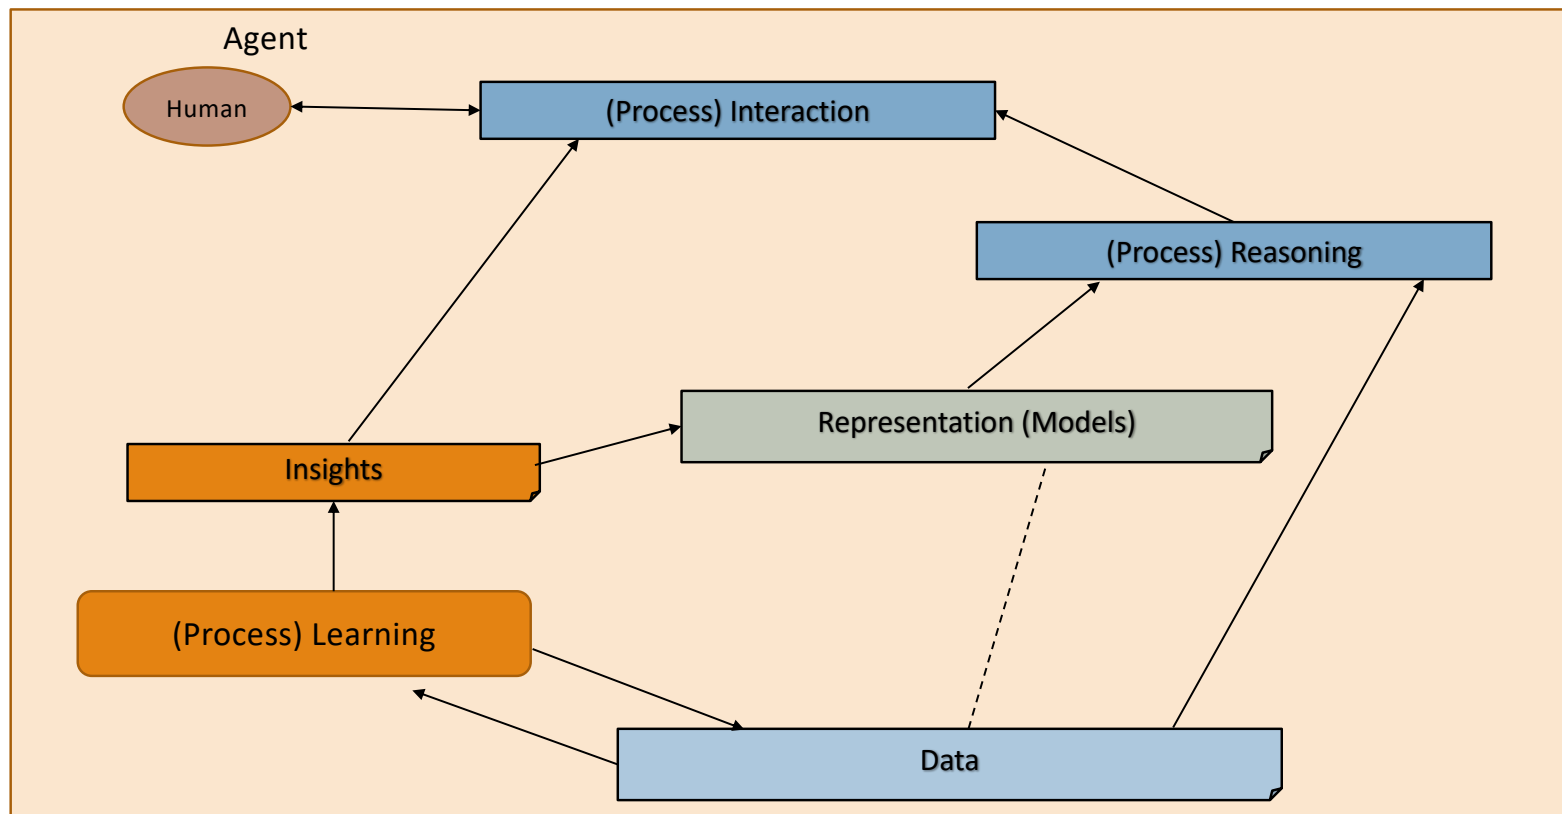 Agent
Human
(Process) Interaction
(Process) Reasoning
Representation (Models)
Insights
(Process) Learning
Data